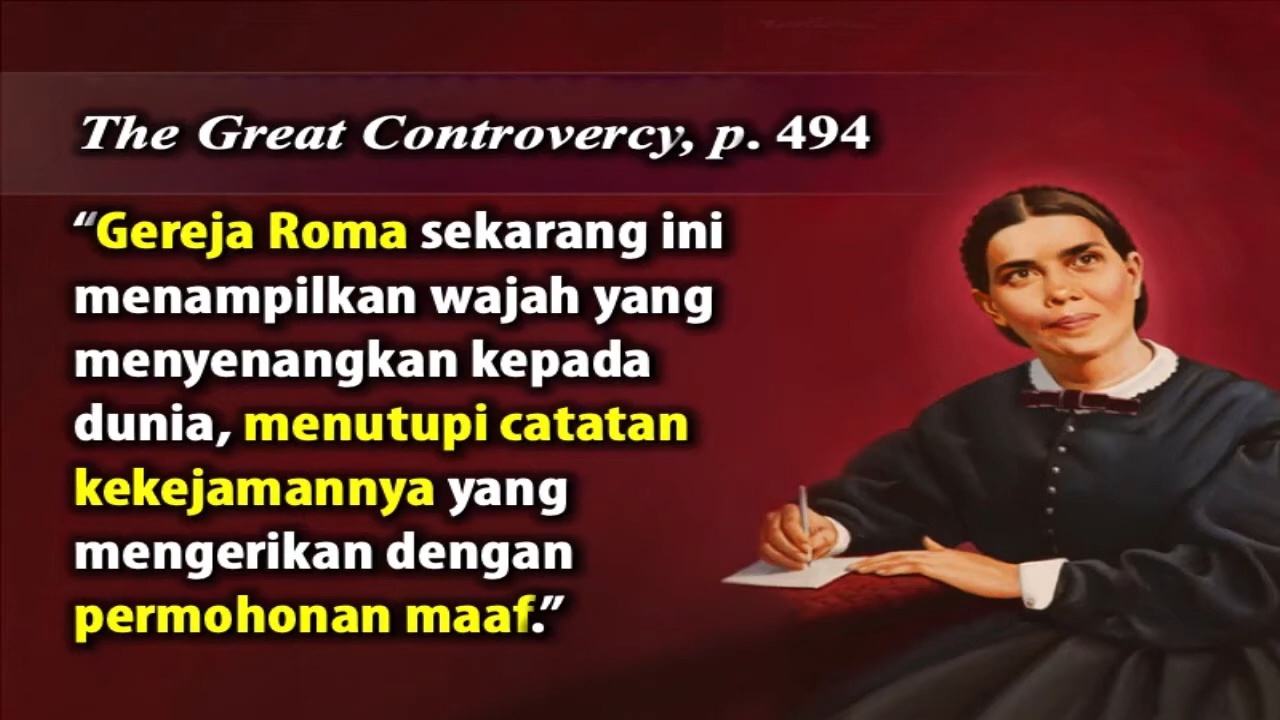 The Great Controvercy, p. 494
“Gereja Roma sekarang ini
menampilkan wajah yang
menyenangkan kepada
dunia, menutupi catatan
kekejamannya yang
mengerikan dengan
permohonan maaf.”